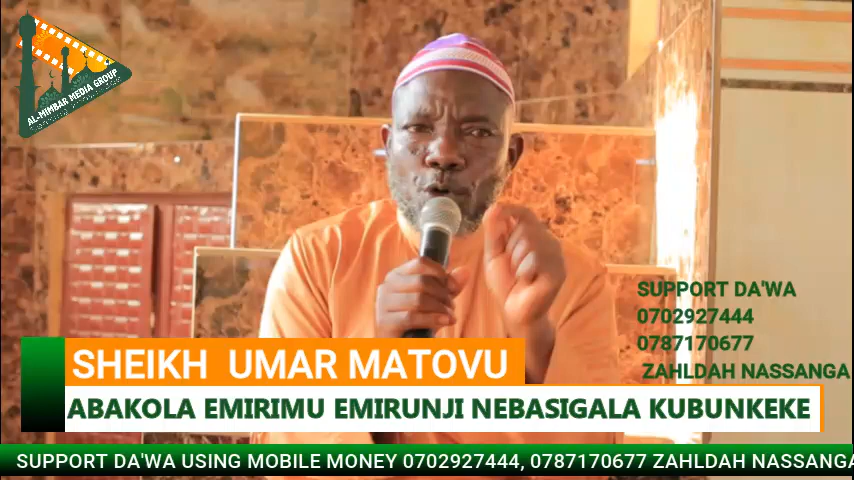 AL-MIMBAR MEDIA GROUP
SUPPORT DA'WA
0702927444
0787170677
ZAHLDAH NASSANGA
SHEIKH UMAR MATOVU
ABAKOLA EMIRIMU EMIRUNJI NEBASIGALA KUBUNKEKE
SUPPORT DA'WA USING MOBILE MONEY 0702927444, 0787170677 ZAHLDAH NASSANGA